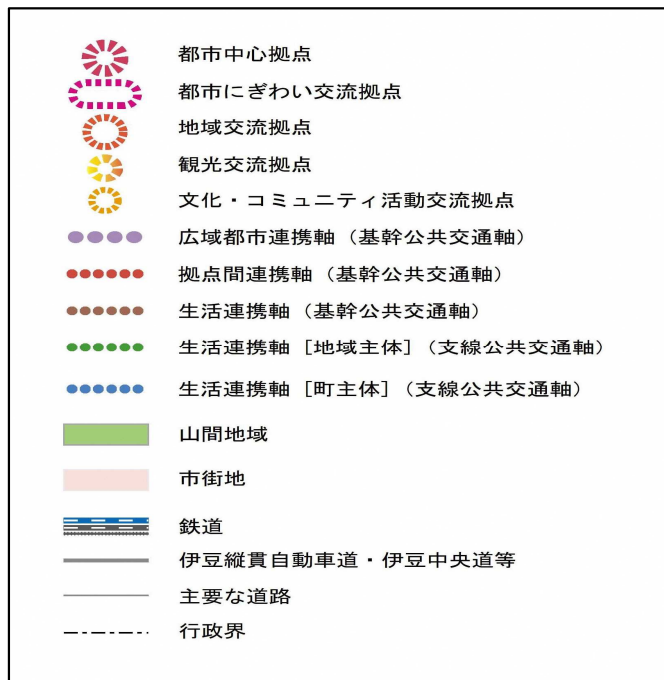 都市中心拠点
都市にぎわい交流拠点
地域交流拠点
観光交流拠点
文化・コミュニティ活動交流拠点
広域都市連携軸（基幹公共交通軸）
拠点間連携軸（基幹公共交通軸）
生活連携軸（基幹公共交通軸）
生活連携軸［地域主体］（支線公共交通軸）
生活連携軸［町主体］（支線公共交通軸）
山間地域
市街地
鉄道
伊豆縦貫自動車道・伊豆中央道等
主要な道路
行政界